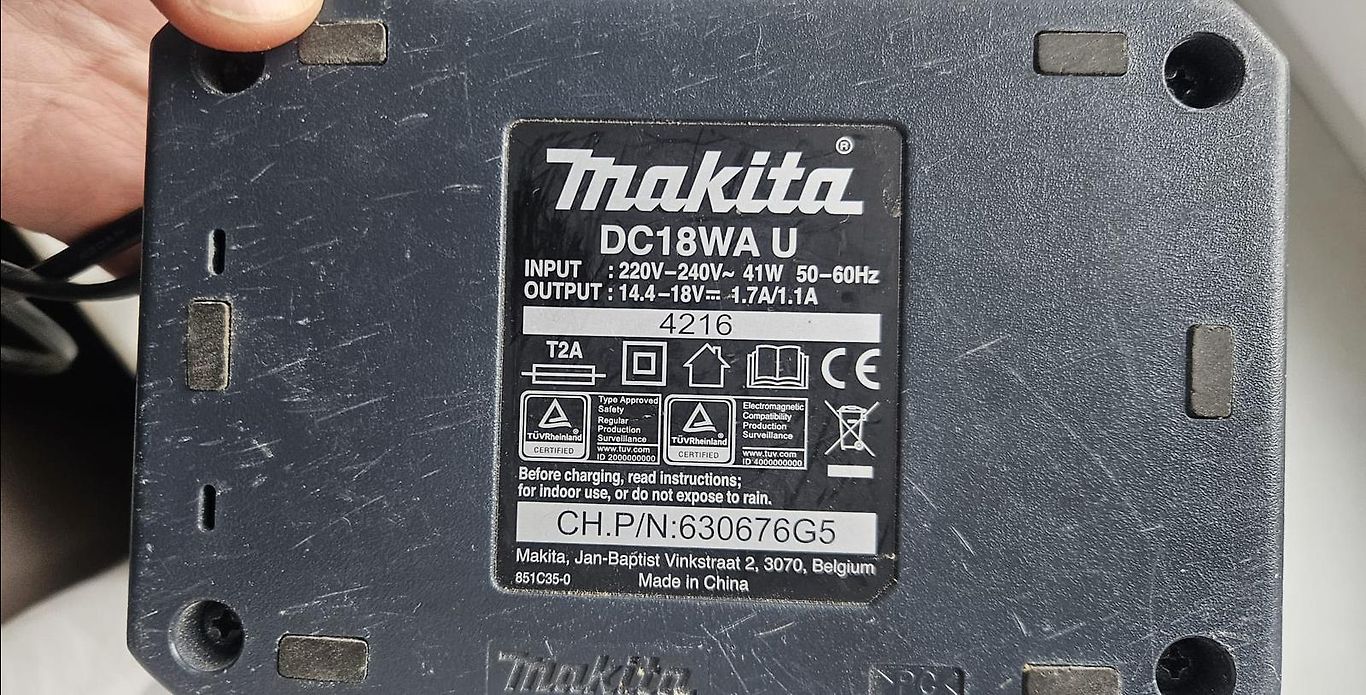 makita®
DC18WA U
INPUT : 220V–240V~ 41W 50–60Hz
OUTPUT : 14.4–18V⎓ 1.7A/1.1A
4216
T2A
CE
TÜVRheinland®
CERTIFIED
Type Approved
Safety
Regular
Production
Surveillance
www.tuv.com
ID 2000000000
TÜVRheinland®
CERTIFIED
Electromagnetic
Compatibility
Production
Surveillance
www.tuv.com
ID 4000000000
Before charging, read instructions;
for indoor use, or do not expose to rain.
CH.P/N:630676G5
Makita, Jan-Baptist Vinkstraat 2, 3070, Belgium
851C35-0 Made in China
makita
>PC<